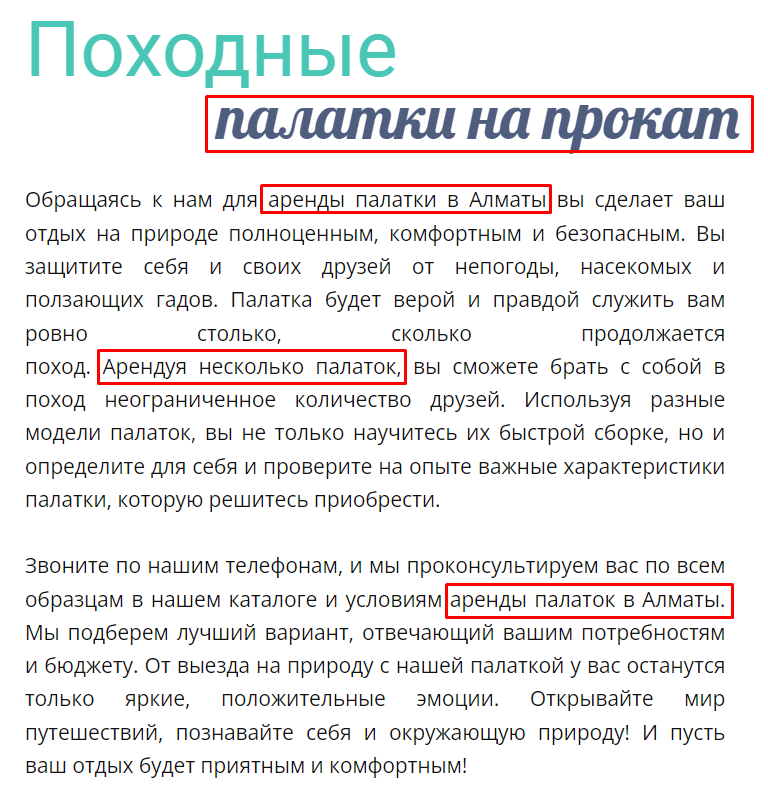 Походные
палатки на прокат
Обращаясь к нам для аренды палатки в Алматы вы сделает ваш
отдых на природе полноценным, комфортным и безопасным. Вы
защитите себя и своих друзей от непогоды, насекомых и
ползающих гадов. Палатка будет верой и правдой служить вам
ровно столько, сколько продолжается
поход. Арендуя несколько палаток, вы сможете брать с собой в
поход неограниченное количество друзей. Используя разные
модели палаток, вы не только научитесь их быстрой сборке, но и
определите для себя и проверите на опыте важные характеристики
палатки, которую решитесь приобрести.
Звоните по нашим телефонам, и мы проконсультируем вас по всем
образцам в нашем каталоге и условиям аренды палаток в Алматы.
Мы подберем лучший вариант, отвечающий вашим потребностям
и бюджету. От выезда на природу с нашей палаткой у вас останутся
только яркие, положительные эмоции. Открывайте мир
путешествий, познавайте себя и окружающую природу! И пусть
ваш отдых будет приятным и комфортным!